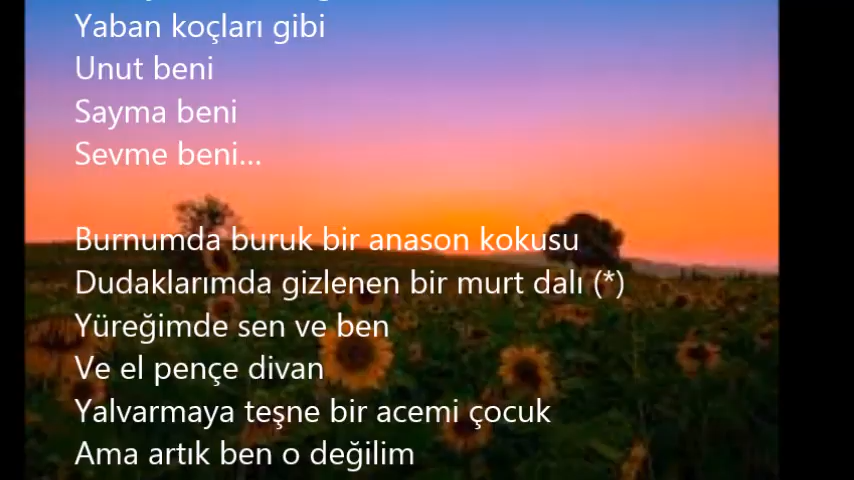 Yaban koçları gibi
Unut beni
Sayma beni
Sevme beni...
Burnumda buruk bir anason kokusu
Dudaklarımda gizlenen bir murt dalı (*)
Yüreğimde sen ve ben
Ve el pençe divan
Yalvarmaya teşne bir acemi çocuk
Ama artık ben o değilim